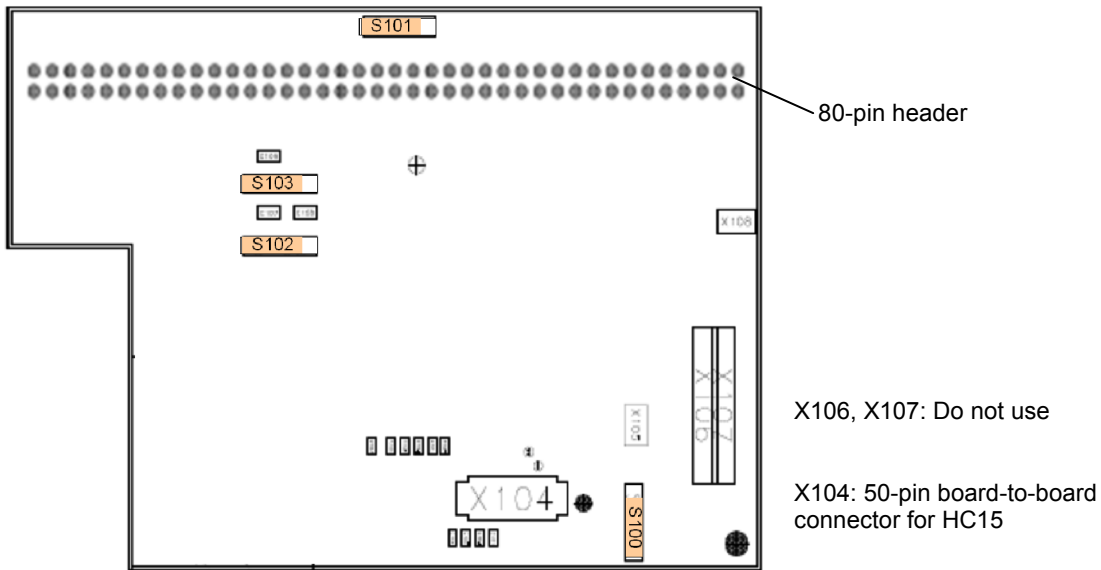 S101
80-pin header
S103
S102
X108
X106
X107
X106, X107: Do not use
X105
X104
X104: 50-pin board-to-board
connector for HC15
S100